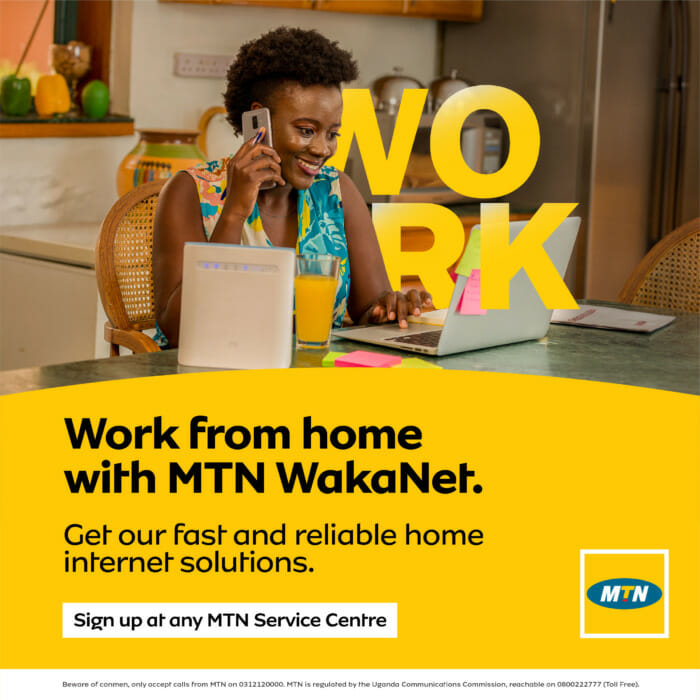 WO
RK
Work from home
with MTN WakaNet.
Get our fast and reliable home
internet solutions.
Sign up at any MTN Service Centre
MTN
Beware of conmen, only accept calls from MTN on 0312120000. MTN is regulated by the Uganda Communications Commission, reachable on 0800222777 (Toll Free).